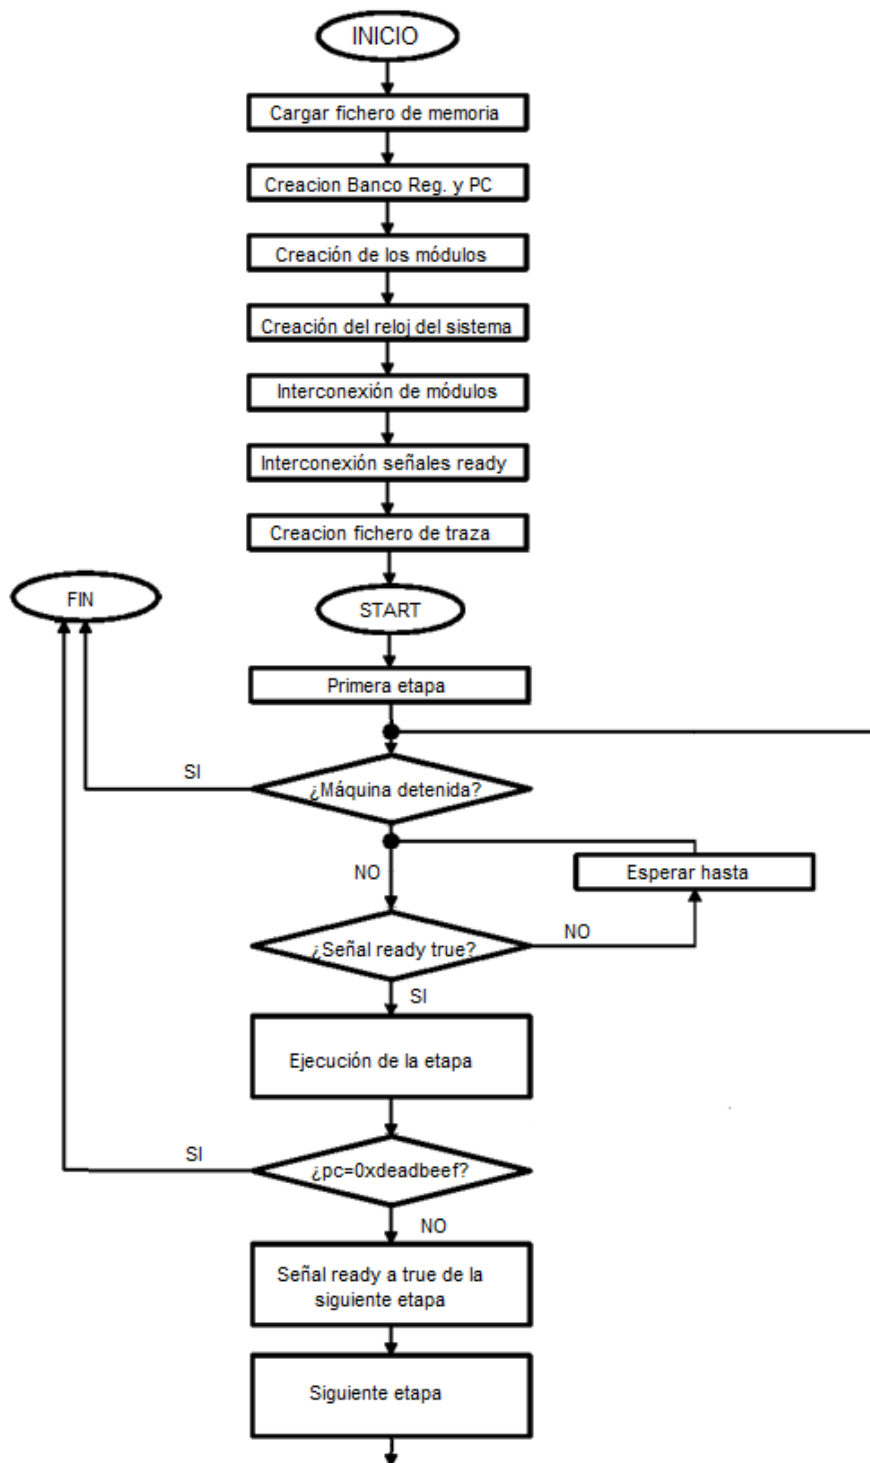 INICIO
Cargar fichero de memoria
Creacion Banco Reg. y PC
Creación de los módulos
Creación del reloj del sistema
Interconexión de módulos
Interconexión señales ready
Creacion fichero de traza
FIN
START
Primera etapa
SI
¿Máquina detenida?
NO
Esperar hasta
¿Señal ready true?
NO
SI
Ejecución de la etapa
SI
¿pc=0xdeadbeef?
NO
Señal ready a true de la
siguiente etapa
Siguiente etapa